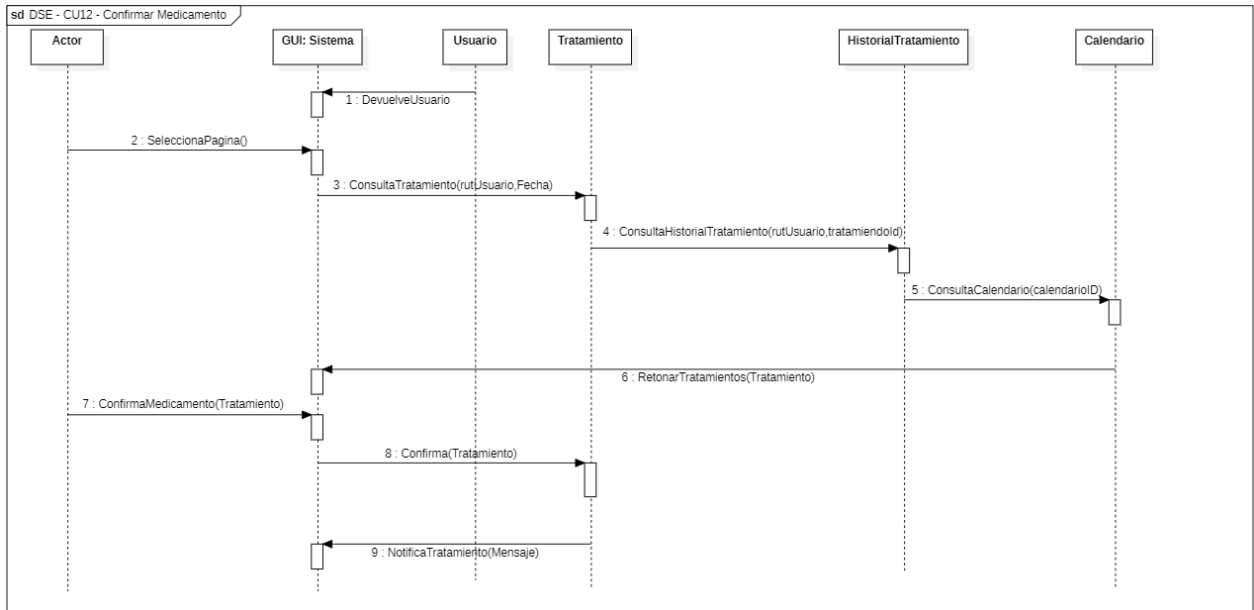 sd DSE - CU12 - Confirmar Medicamento
Actor
GUI: Sistema
Usuario
Tratamiento
HistorialTratamiento
Calendario
1 : DevuelveUsuario
2 : SeleccionaPagina()
3 : ConsultaTratamiento(rutUsuario,Fecha)
4 : ConsultaHistorialTratamiento(rutUsuario,tratamiendoId)
5 : ConsultaCalendario(calendarioID)
6 : RetonarTratamientos(Tratamiento)
7 : ConfirmaMedicamento(Tratamiento)
8 : Confirma(Tratamiento)
9 : NotificaTratamiento(Mensaje)